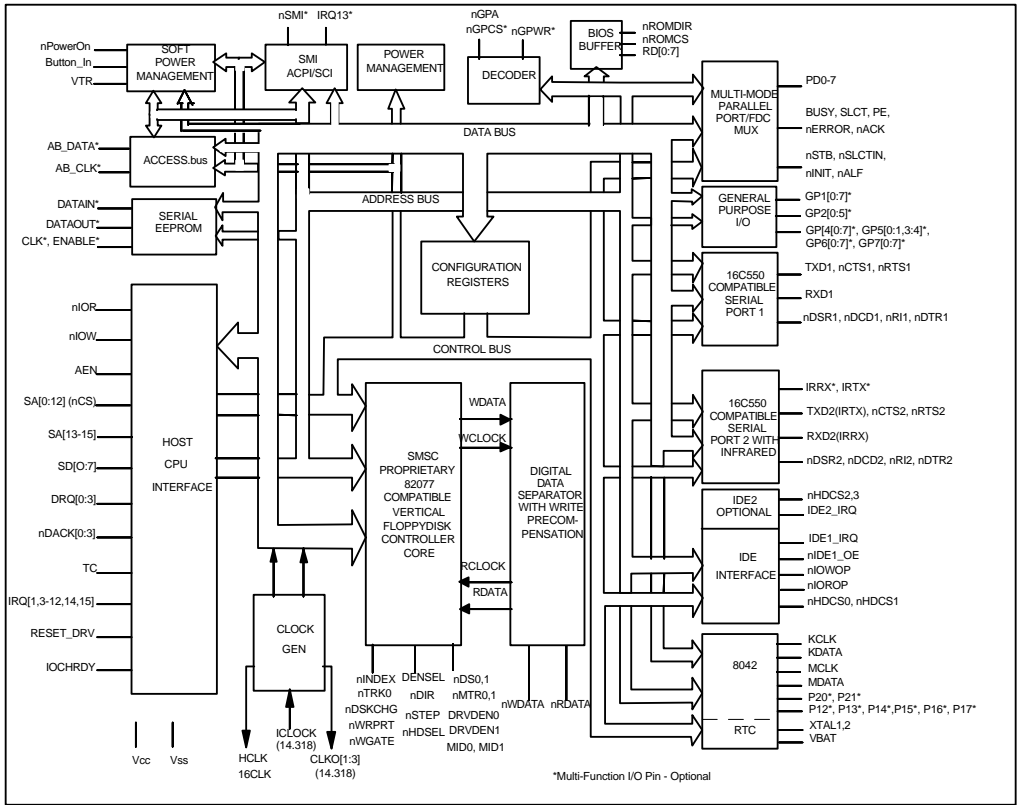 nSMI* IRQ13*
nGPA
nGPCS* nGPWR*
nPowerOn
Button_In
VTR
SOFT
POWER
MANAGEMENT
SMI
ACPI/SCI
POWER
MANAGEMENT
DECODER
BIOS
BUFFER
nROMDIR
nROMCS
RD[0:7]
MULTI-MODE
PARALLEL
PORT/FDC
MUX
PD0-7
BUSY, SLCT, PE,
nERROR, nACK
nSTB, nSLCTIN,
nINIT, nALF
DATA BUS
AB_DATA*
AB_CLK*
ACCESS.bus
ADDRESS BUS
DATAIN*
DATAOUT*
CLK*, ENABLE*
SERIAL
EEPROM
GENERAL
PURPOSE
I/O
GP1[0:7]*
GP2[0:5]*
GP[4[0:7]*, GP5[0:1,3:4]*,
GP6[0:7]*, GP7[0:7]*
CONFIGURATION
REGISTERS
16C550
COMPATIBLE
SERIAL
PORT 1
TXD1, nCTS1, nRTS1
RXD1
nDSR1, nDCD1, nRI1, nDTR1
CONTROL BUS
nIOR
nIOW
AEN
SA[0:12] (nCS)
SA[13-15]
SD[O:7]
DRQ[0:3]
nDACK[0:3]
TC
IRQ[1,3-12,14,15]
RESET_DRV
IOCHRDY
HOST
CPU
INTERFACE
SMSC
PROPRIETARY
82077
COMPATIBLE
VERTICAL
FLOPPYDISK
CONTROLLER
CORE
WDATA
WCLOCK
RCLOCK
RDATA
DIGITAL
DATA
SEPARATOR
WITH WRITE
PRECOM-
PENSATION
16C550
COMPATIBLE
SERIAL
PORT 2 WITH
INFRARED
IRRX*, IRTX*
TXD2(IRTX), nCTS2, nRTS2
RXD2(IRRX)
nDSR2, nDCD2, nRI2, nDTR2
IDE2
OPTIONAL
nHDCS2,3
IDE2_IRQ
IDE
INTERFACE
IDE1_IRQ
nIDE1_OE
nIOWOP
nIOROP
nHDCS0, nHDCS1
8042
RTC
KCLK
KDATA
MCLK
MDATA
P20*, P21*
P12*, P13*, P14*,P15*, P16*, P17*
XTAL1,2
VBAT
CLOCK
GEN
ICLOCK
(14.318)
HCLK
16CLK
CLKO[1:3]
(14.318)
Vcc Vss
nINDEX
nTRK0
nDSKCHG
nWRPRT
nWGATE
DENSEL
nDIR
nSTEP
nHDSEL
nDS0,1
nMTR0,1
DRVDEN0
DRVDEN1
MID0, MID1
nWDATA
nRDATA
*Multi-Function I/O Pin - Optional